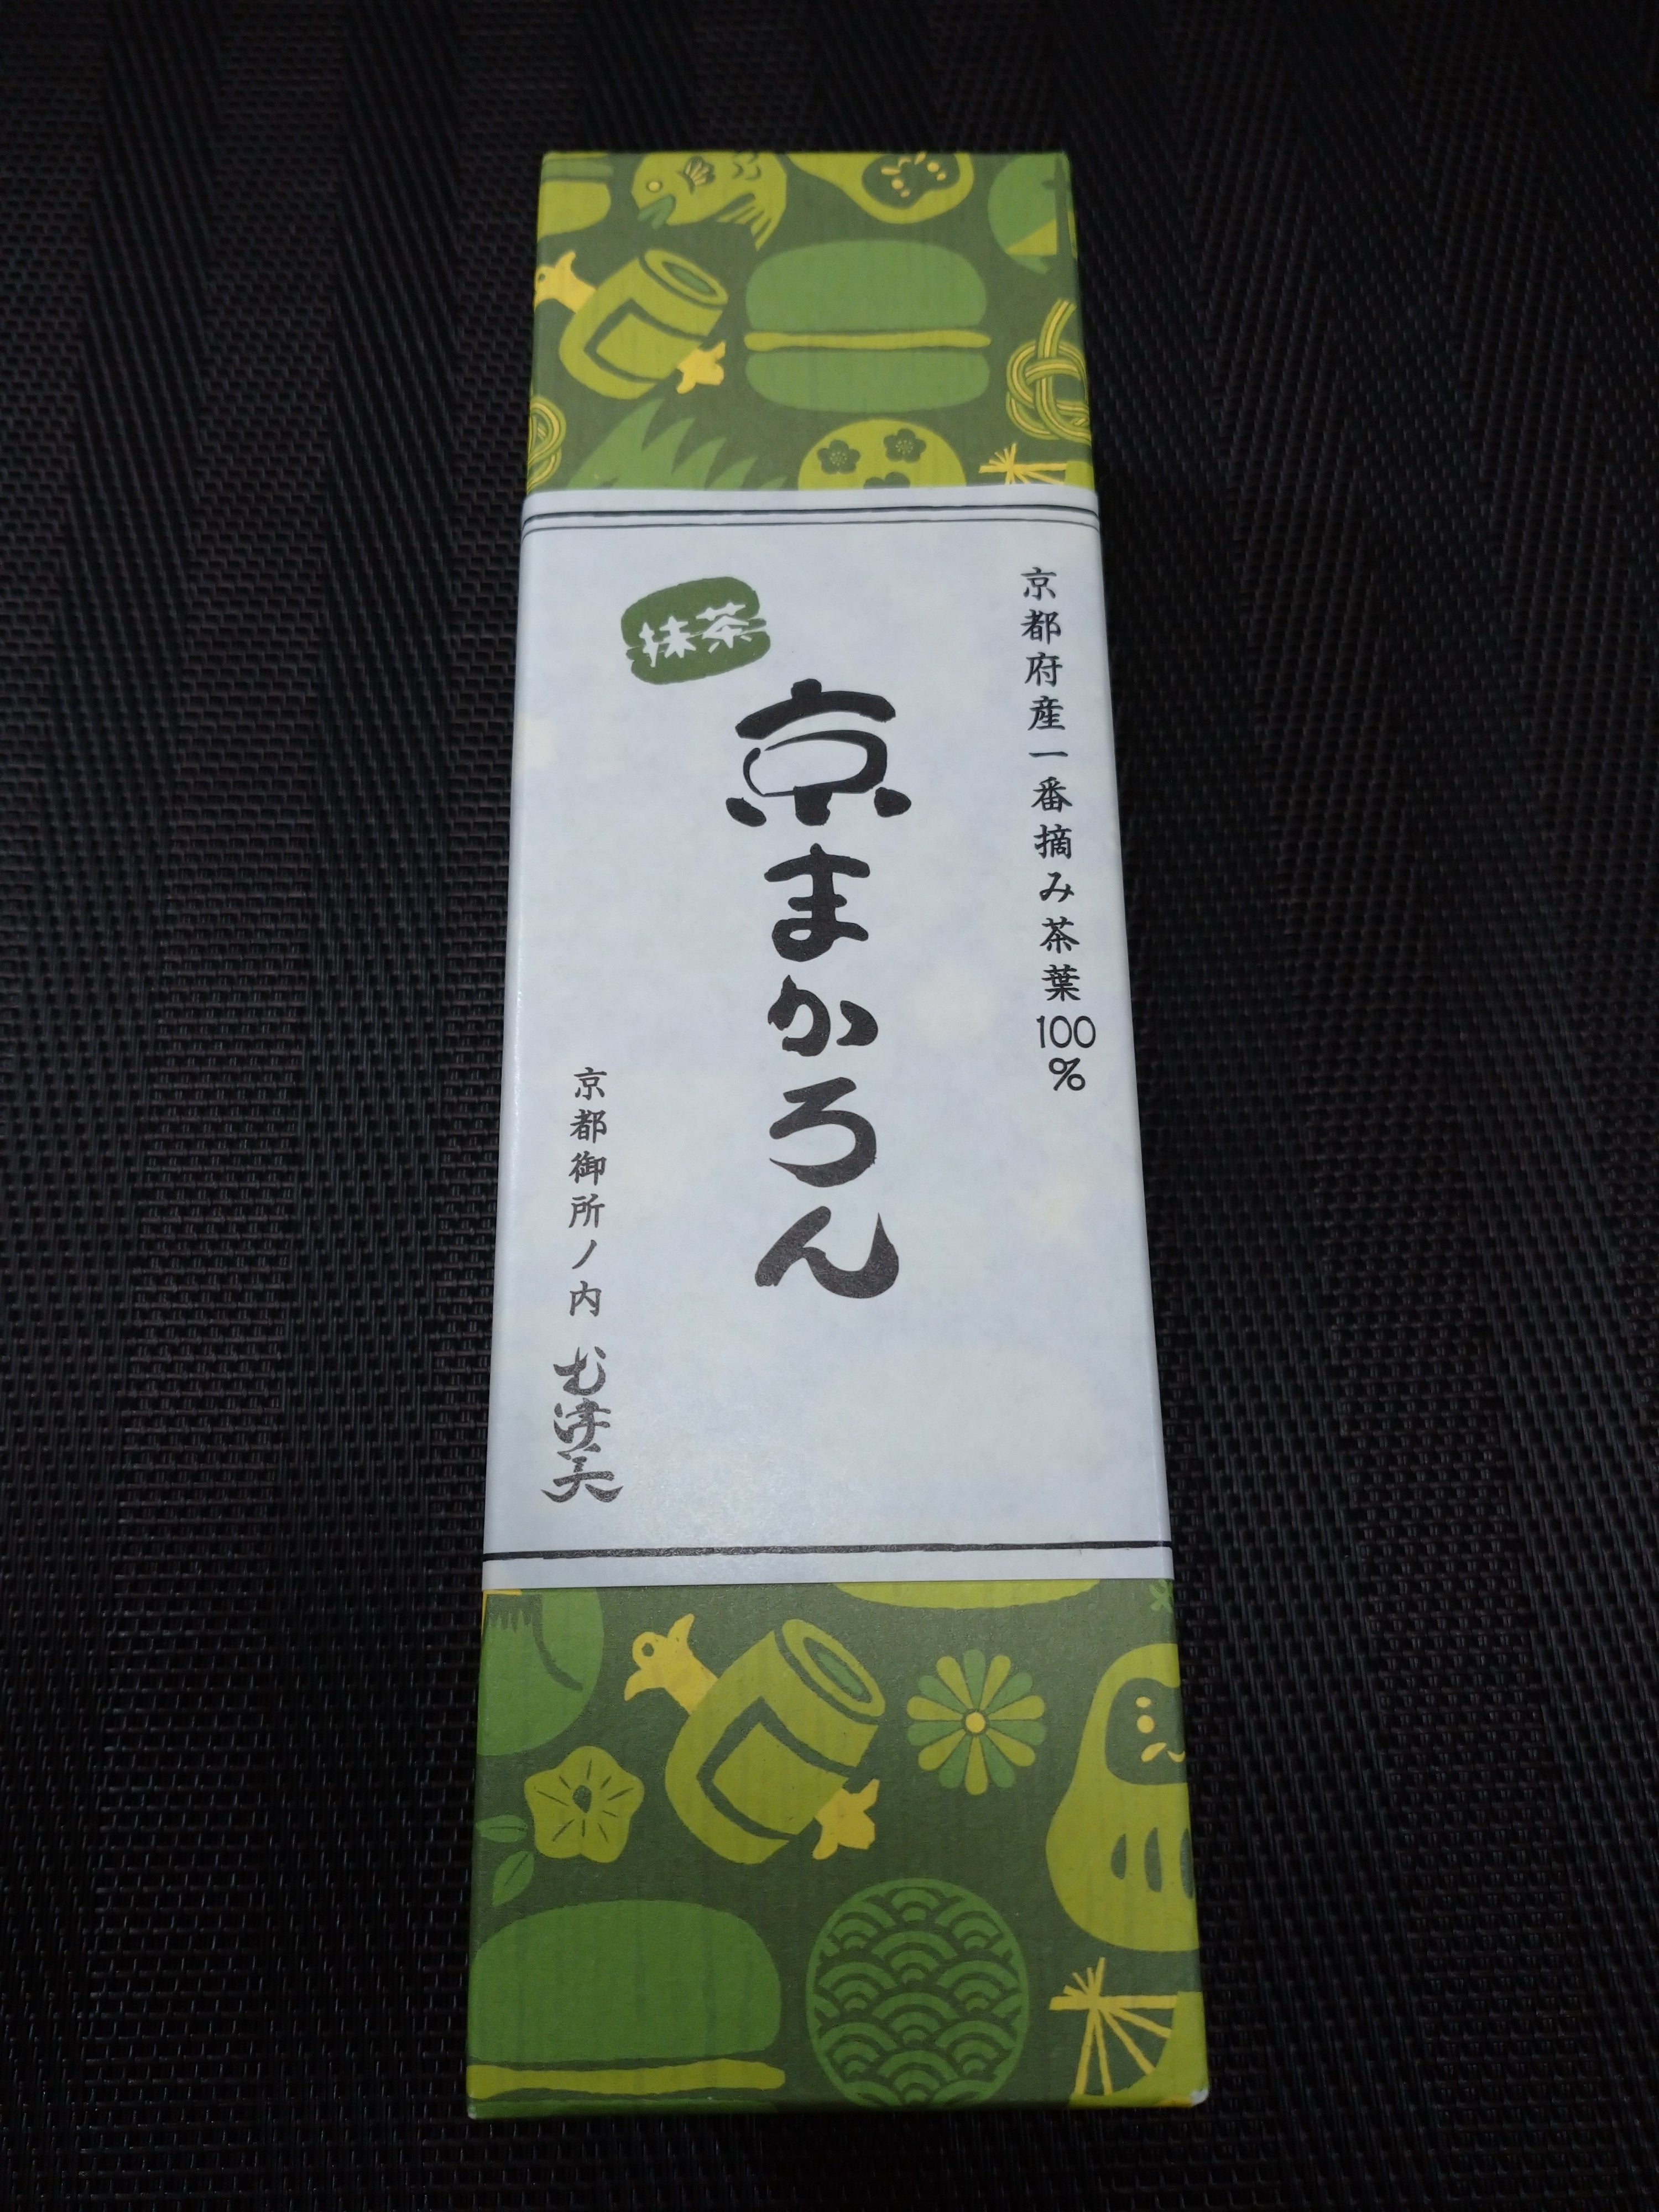 京都府産一番摘み茶葉100%
抹茶
京まかろん
京都御所ノ内 む津美